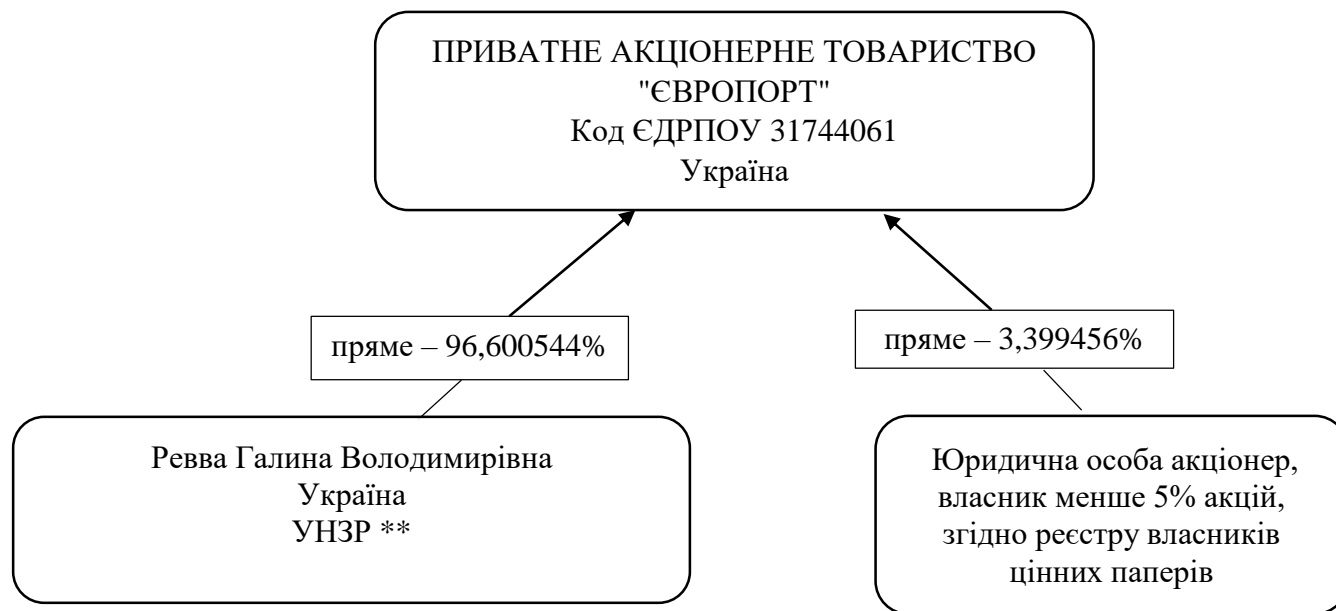 ПРИВАТНЕ АКЦІОНЕРНЕ ТОВАРИСТВО
"ЄВРОПОРТ"
Код ЄДРПОУ 31744061
Україна
пряме – 96,600544%
пряме – 3,399456%
Ревва Галина Володимирівна
Україна
УНЗР **
Юридична особа акціонер,
власник менше 5% акцій,
згідно реєстру власників
цінних паперів